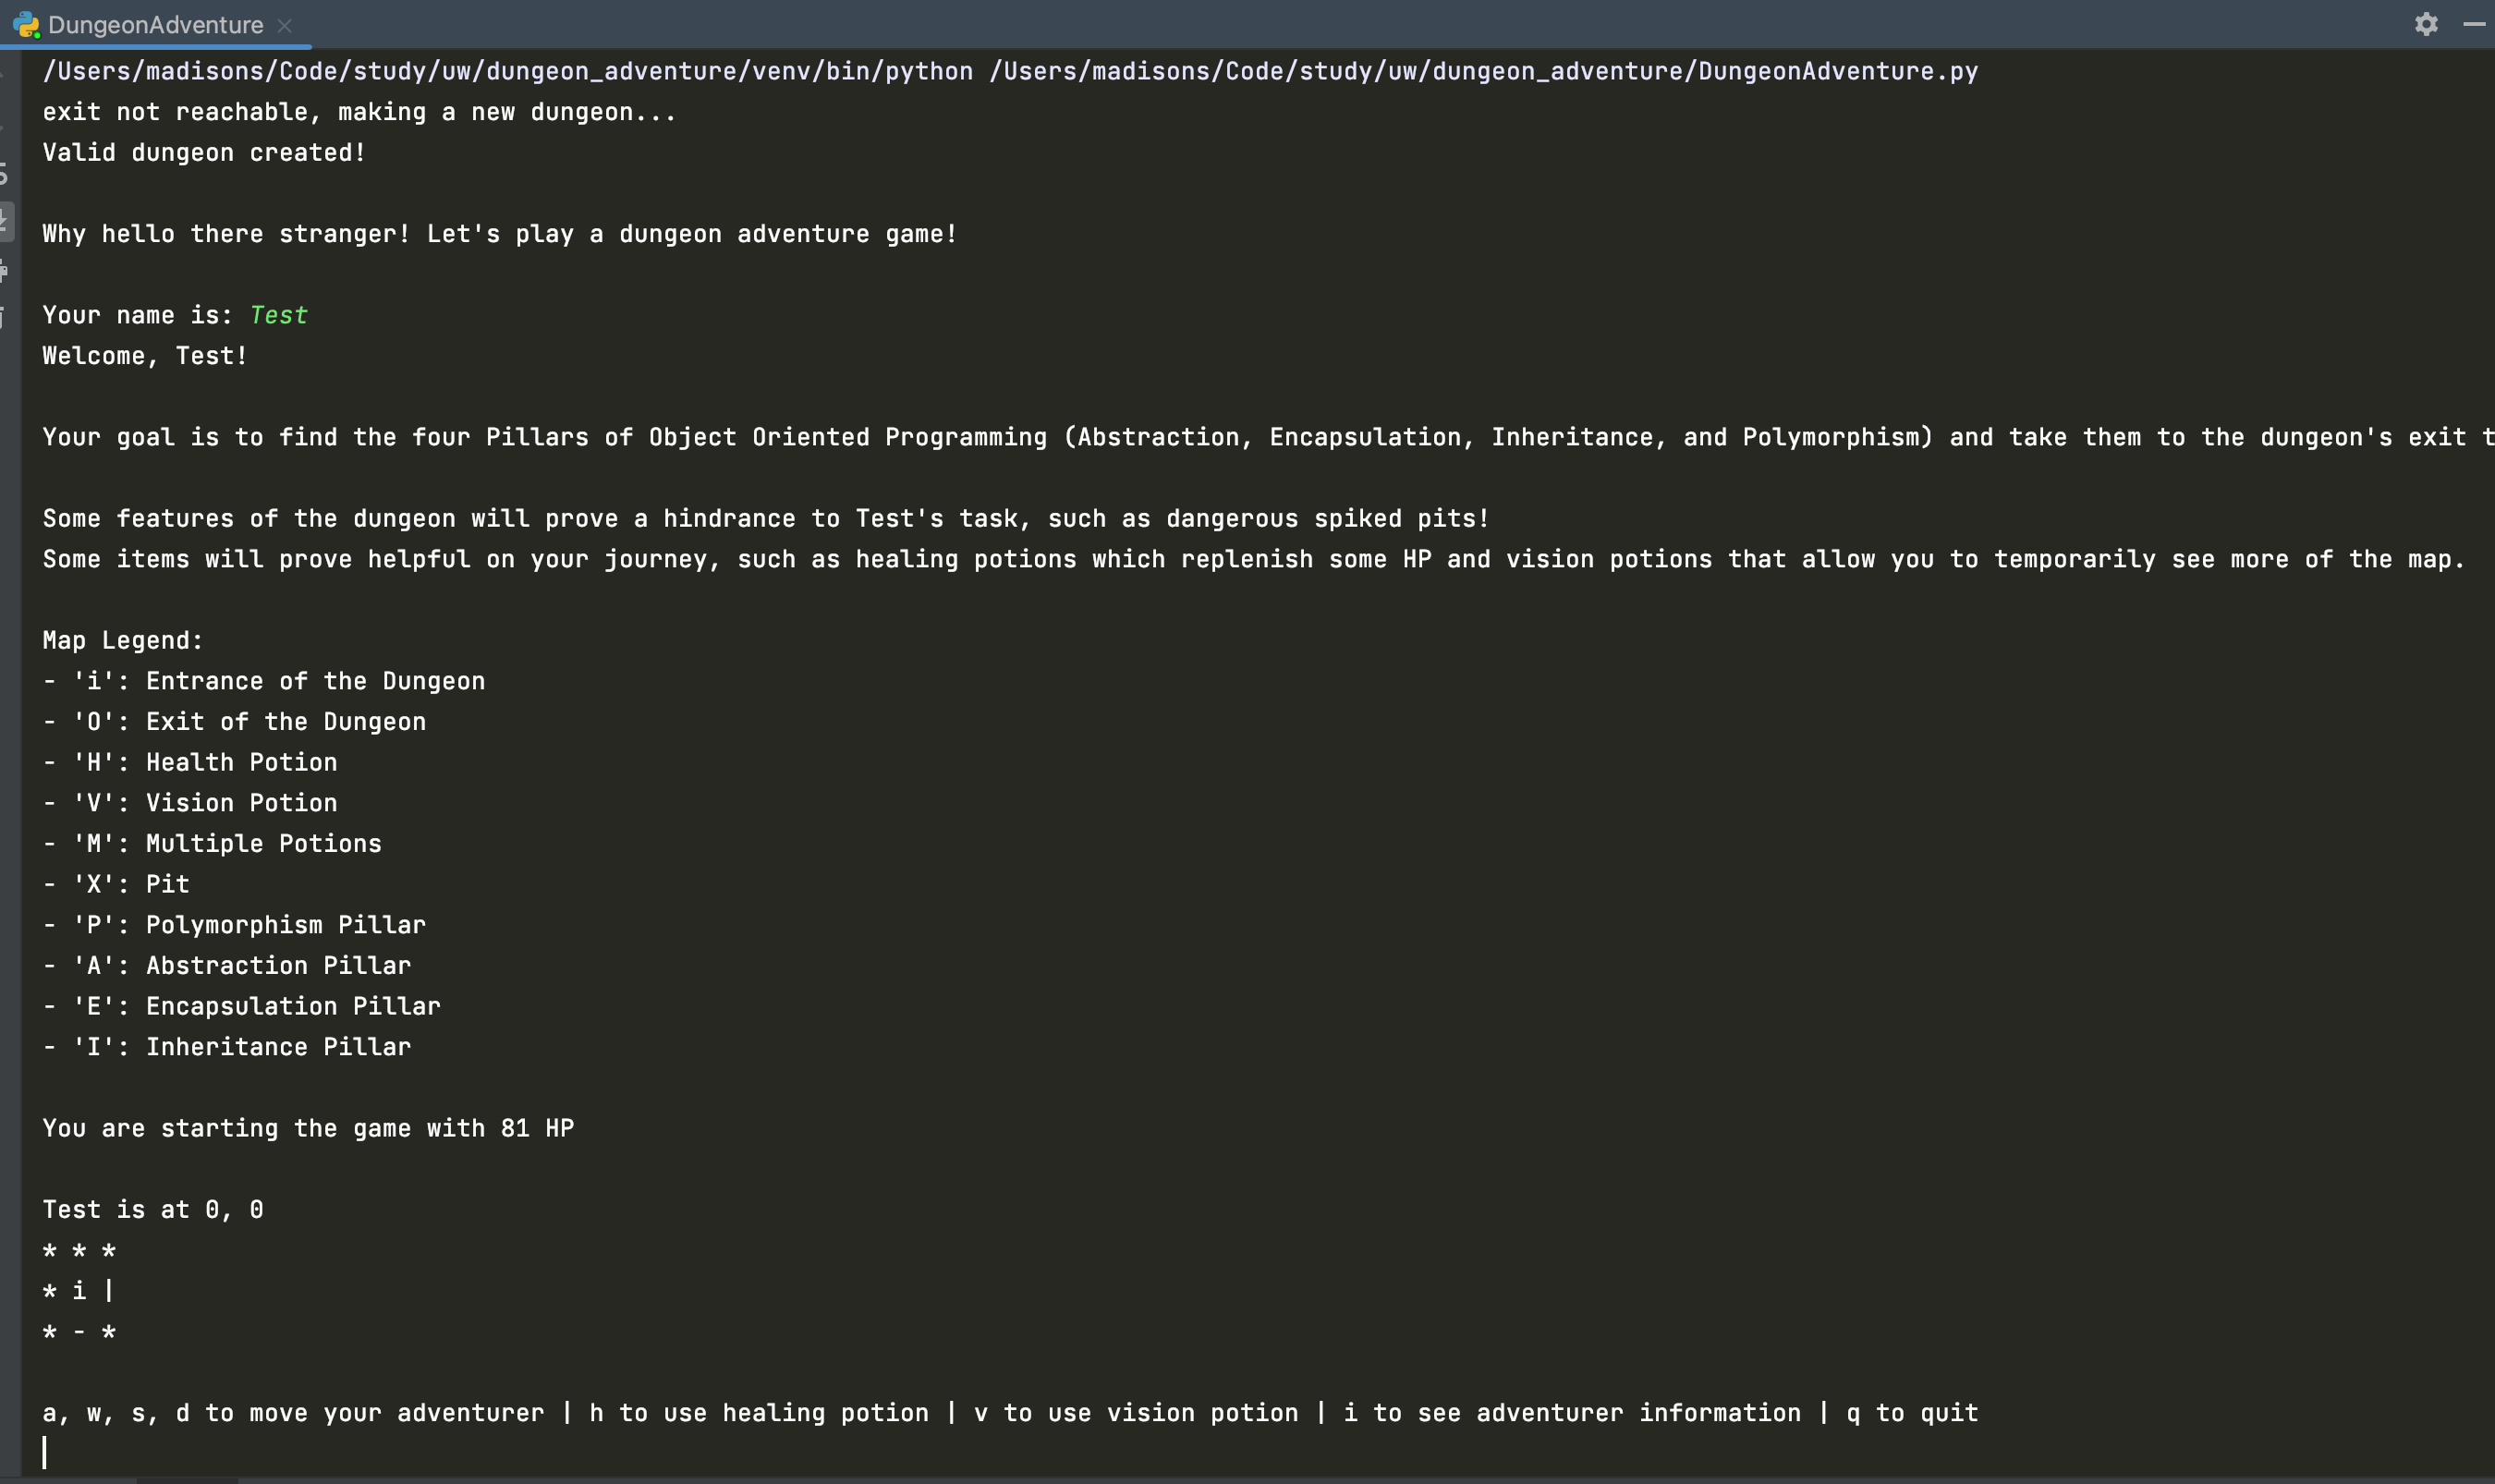 DungeonAdventure
/Users/madisons/Code/study/uw/dungeon_adventure/venv/bin/python /Users/madisons/Code/study/uw/dungeon_adventure/DungeonAdventure.py
exit not reachable, making a new dungeon...
Valid dungeon created!
Why hello there stranger! Let's play a dungeon adventure game!
Your name is: Test
Welcome, Test!
Your goal is to find the four Pillars of Object Oriented Programming (Abstraction, Encapsulation, Inheritance, and Polymorphism) and take them to the dungeon's exit
Some features of the dungeon will prove a hindrance to Test's task, such as dangerous spiked pits!
Some items will prove helpful on your journey, such as healing potions which replenish some HP and vision potions that allow you to temporarily see more of the map.
Map Legend:
- 'i': Entrance of the Dungeon
- 'O': Exit of the Dungeon
- 'H': Health Potion
- 'V': Vision Potion
- 'M': Multiple Potions
- 'X': Pit
- 'P': Polymorphism Pillar
- 'A': Abstraction Pillar
- 'E': Encapsulation Pillar
- 'I': Inheritance Pillar
You are starting the game with 81 HP
Test is at 0, 0
* * *
* i |
* - *
a, w, s, d to move your adventurer | h to use healing potion | v to use vision potion | i to see adventurer information | q to quit